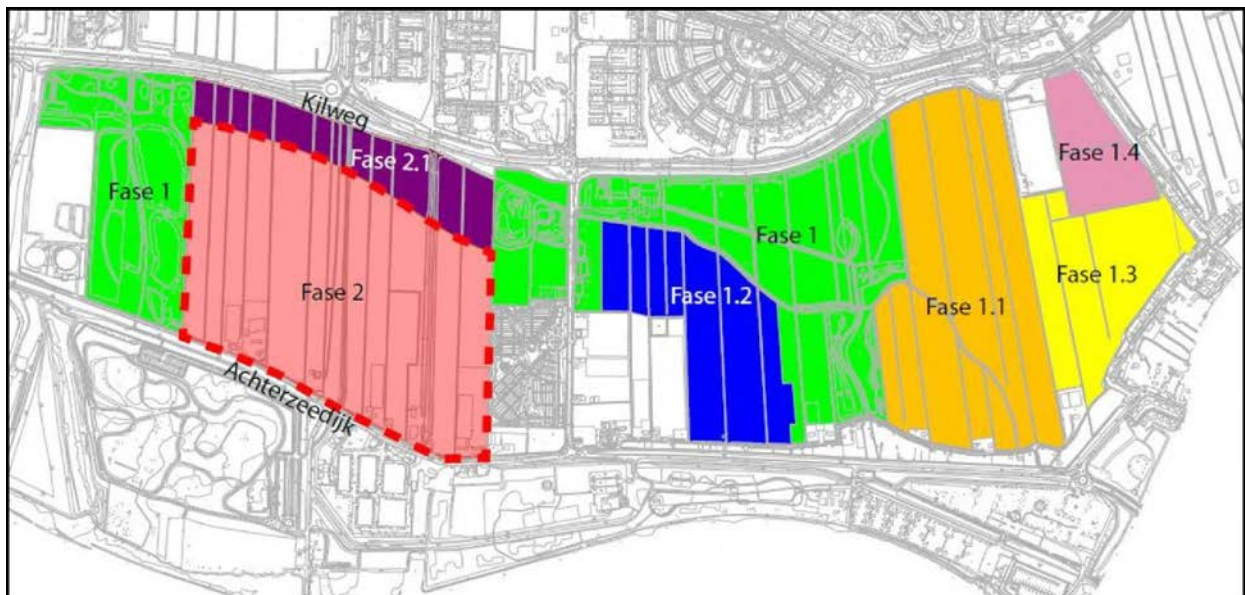 Kilweg
Fase 2.1
Fase 1.4
Fase 1
Fase 1
Fase 1.3
Fase 2
Fase 1.2
Fase 1.1
Achterzeedijk